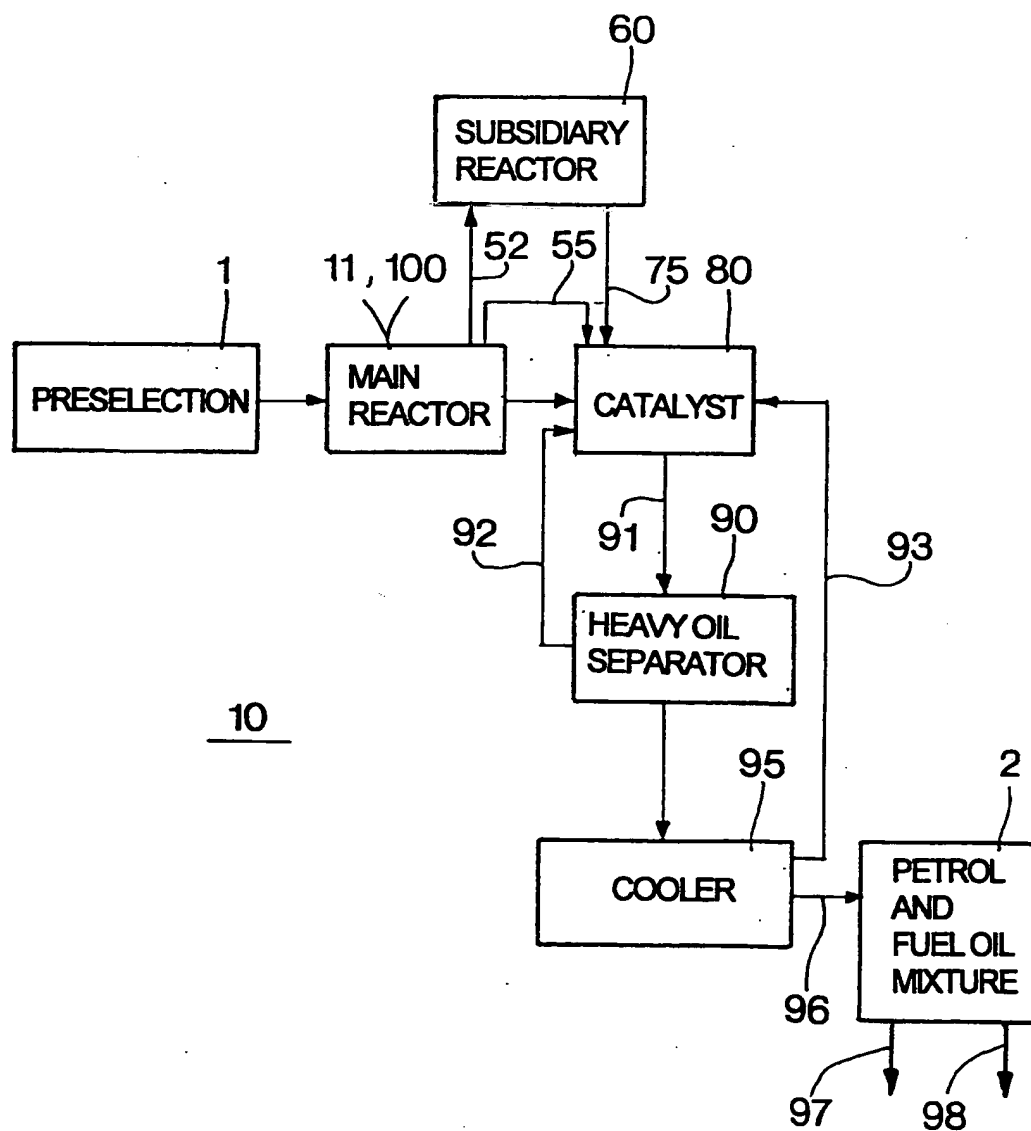 60
SUBSIDIARY
REACTOR
52
55
1
11, 100
75
80
PRESELECTION
MAIN
REACTOR
CATALYST
92
91
90
93
HEAVY OIL
SEPARATOR
10
95
2
COOLER
PETROL
AND
FUEL OIL
MIXTURE
96
97
98